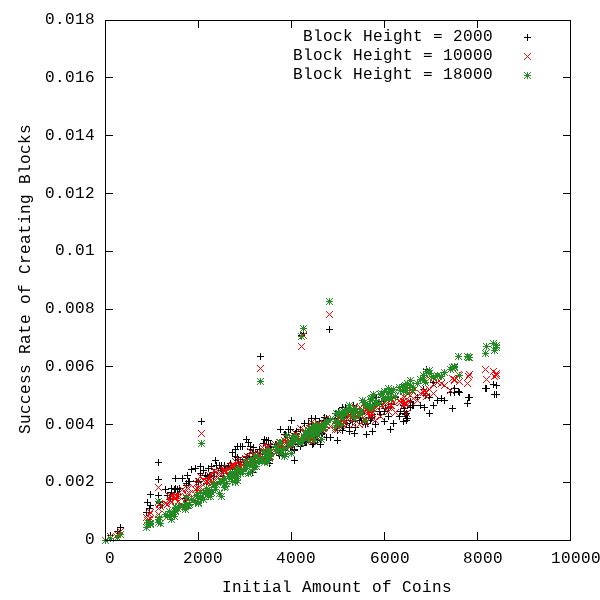 0.018
0.016
0.014
0.012
0.01
0.008
0.006
0.004
0.002
0
Success Rate of Creating Blocks
Block Height = 2000
Block Height = 10000
Block Height = 18000
0 2000 4000 6000 8000 10000
Initial Amount of Coins